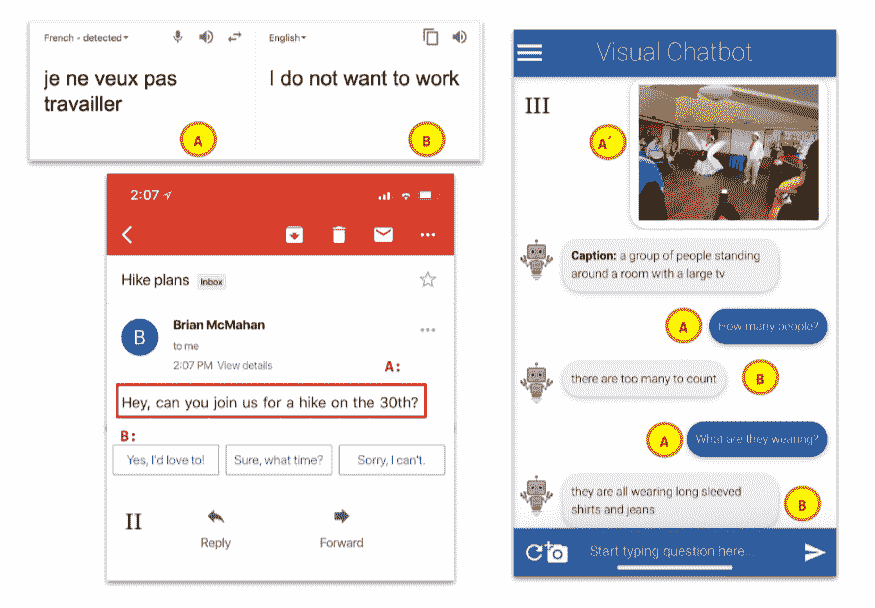 French - detected
English
je ne veux pas
travailler
I do not want to work
A
B
2:07
Hike plans Inbox
B
Brian McMahan
to me
2:07 PM View details
A:
Hey, can you join us for a hike on the 30th?
B:
Yes, I'd love to!
Sure, what time?
Sorry, I can't.
II
Reply
Forward
Visual Chatbot
III
A´
Caption: a group of people standing
around a room with a large tv
A
How many people?
there are too many to count
B
A
What are they wearing?
they are all wearing long sleeved
shirts and jeans
B
Start typing question here...